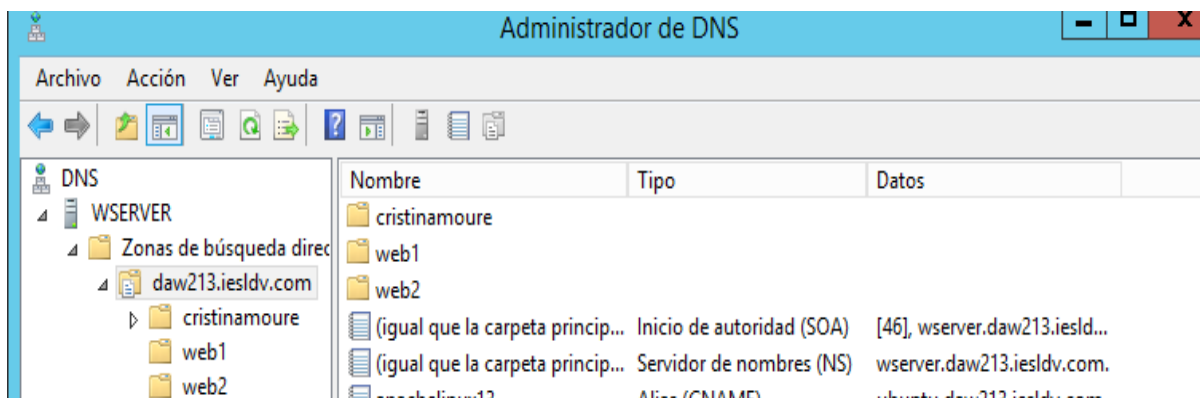 Administrador de DNS
Archivo Acción Ver Ayuda
DNS
WSERVER
Zonas de búsqueda direc
daw213.iesldv.com
cristinamoure
web1
web2
Nombre Tipo Datos
cristinamoure
web1
web2
(igual que la carpeta princip... Inicio de autoridad (SOA) [46], wserver.daw213.iesld...
(igual que la carpeta princip... Servidor de nombres (NS) wserver.daw213.iesldv.com.
Alias (CNAME)